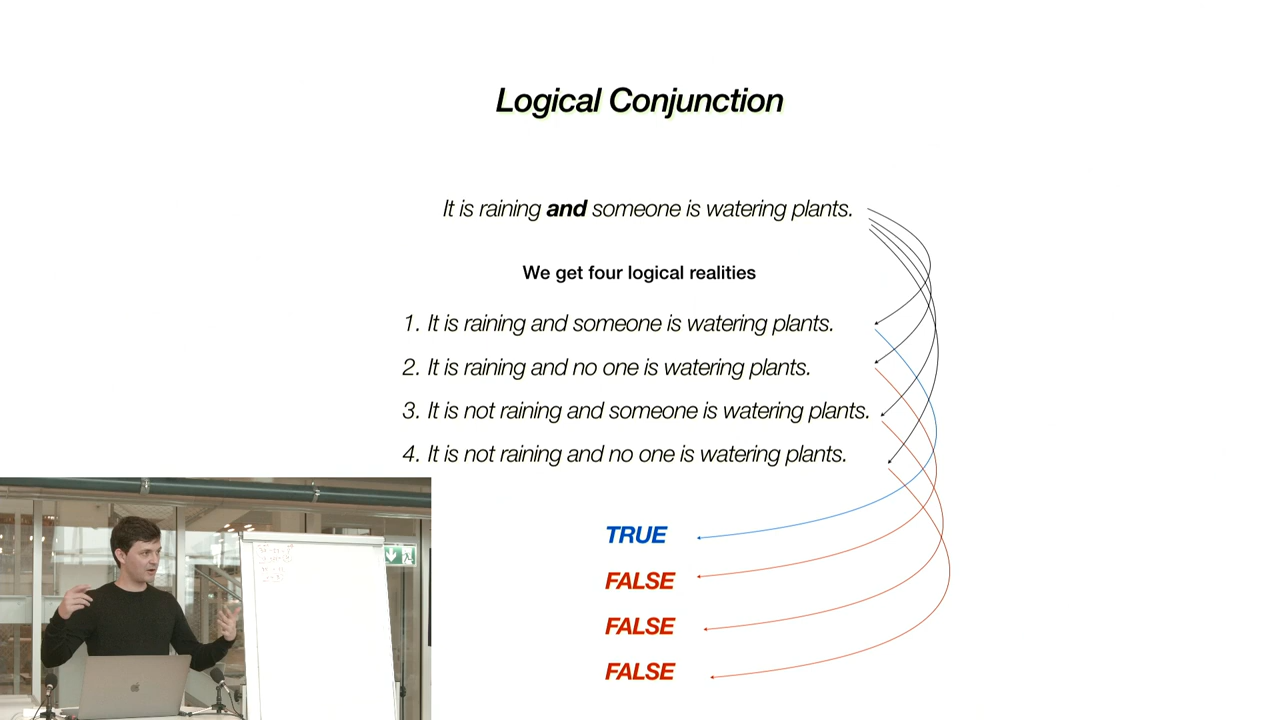 Logical Conjunction
It is raining and someone is watering plants.
We get four logical realities
1. It is raining and someone is watering plants.
2. It is raining and no one is watering plants.
3. It is not raining and someone is watering plants.
4. It is not raining and no one is watering plants.
TRUE
FALSE
FALSE
FALSE